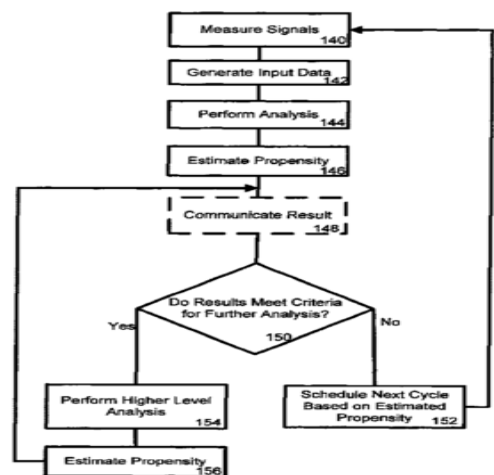 Measure Signals
140
Generate Input Data
142
Perform Analysis
144
Estimate Propensity
146
Communicate Result
148
Do Results Meet Criteria
for Further Analysis?
150
Yes
No
Perform Higher Level
Analysis
154
Schedule Next Cycle
Based on Estimated
Propensity
152
Estimate Propensity
156